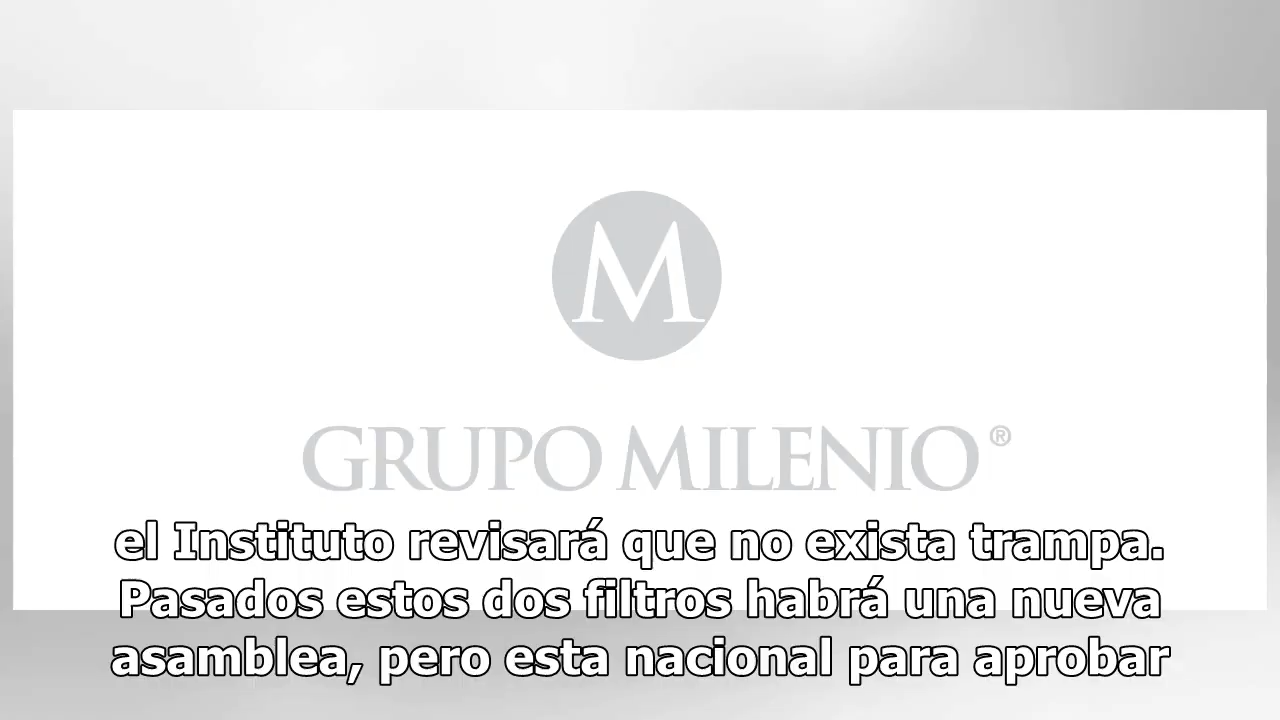 M
GRUPO MILENIO®
el Instituto revisará que no exista trampa.
Pasados estos dos filtros habrá una nueva
asamblea, pero esta nacional para aprobar